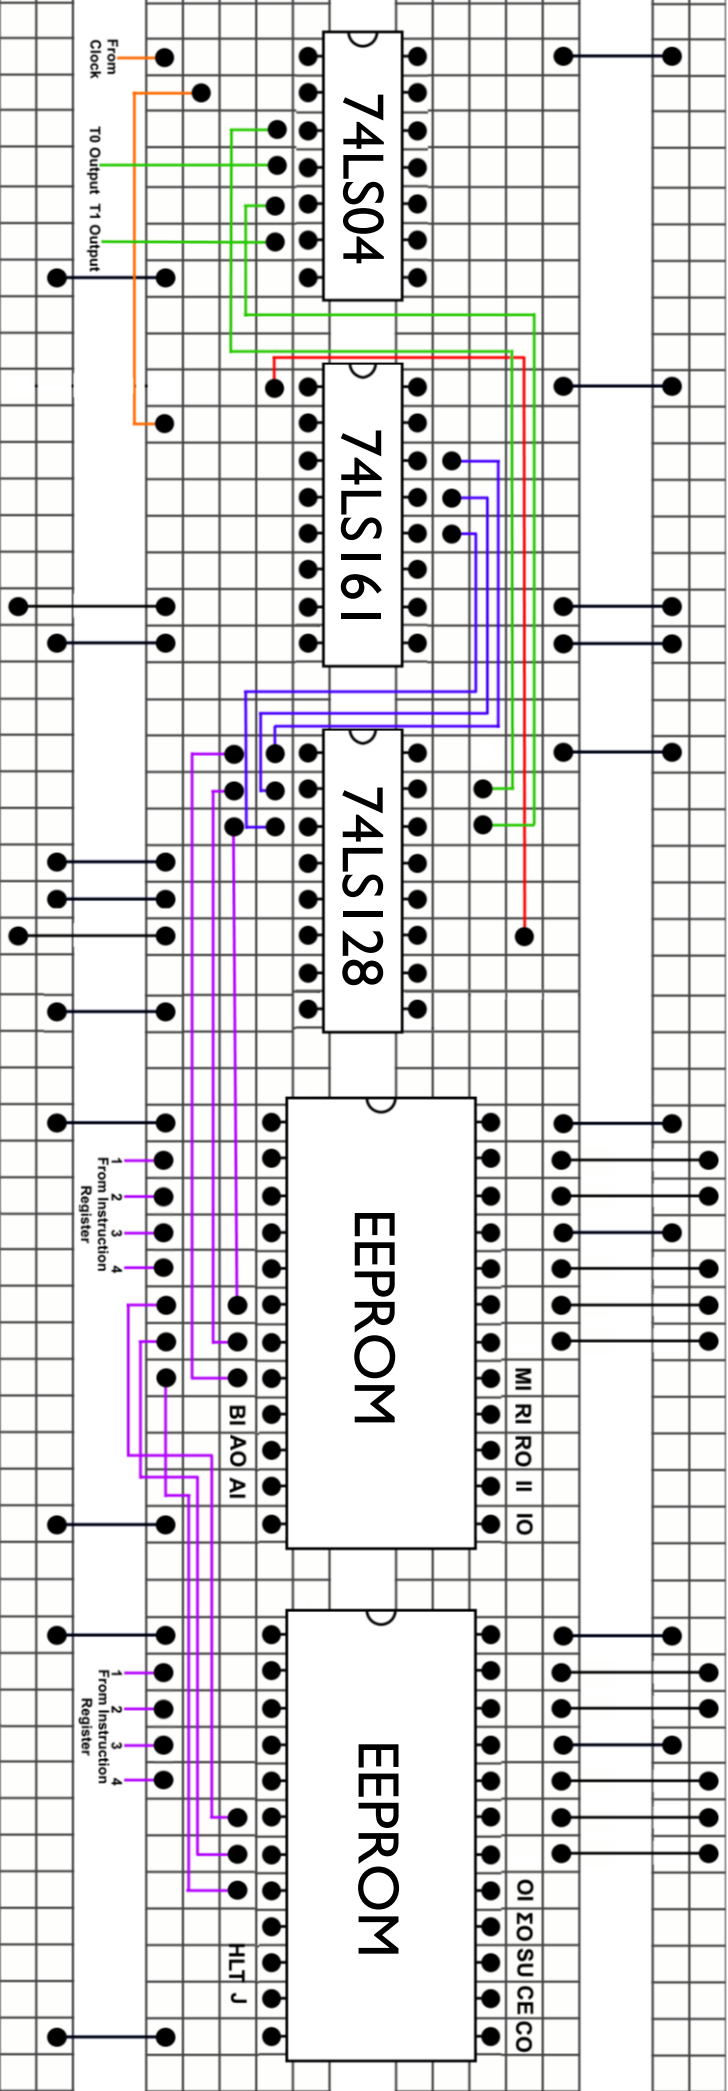 From
Clock
T0 Output
T1 Output
74LS04
74LS161
74LS128
1
2
3
4
From Instruction
Register
EEPROM
BI AO AI
MI RI RO II IO
1
2
3
4
From Instruction
Register
EEPROM
HLT J
OI ΣO SU CE CO